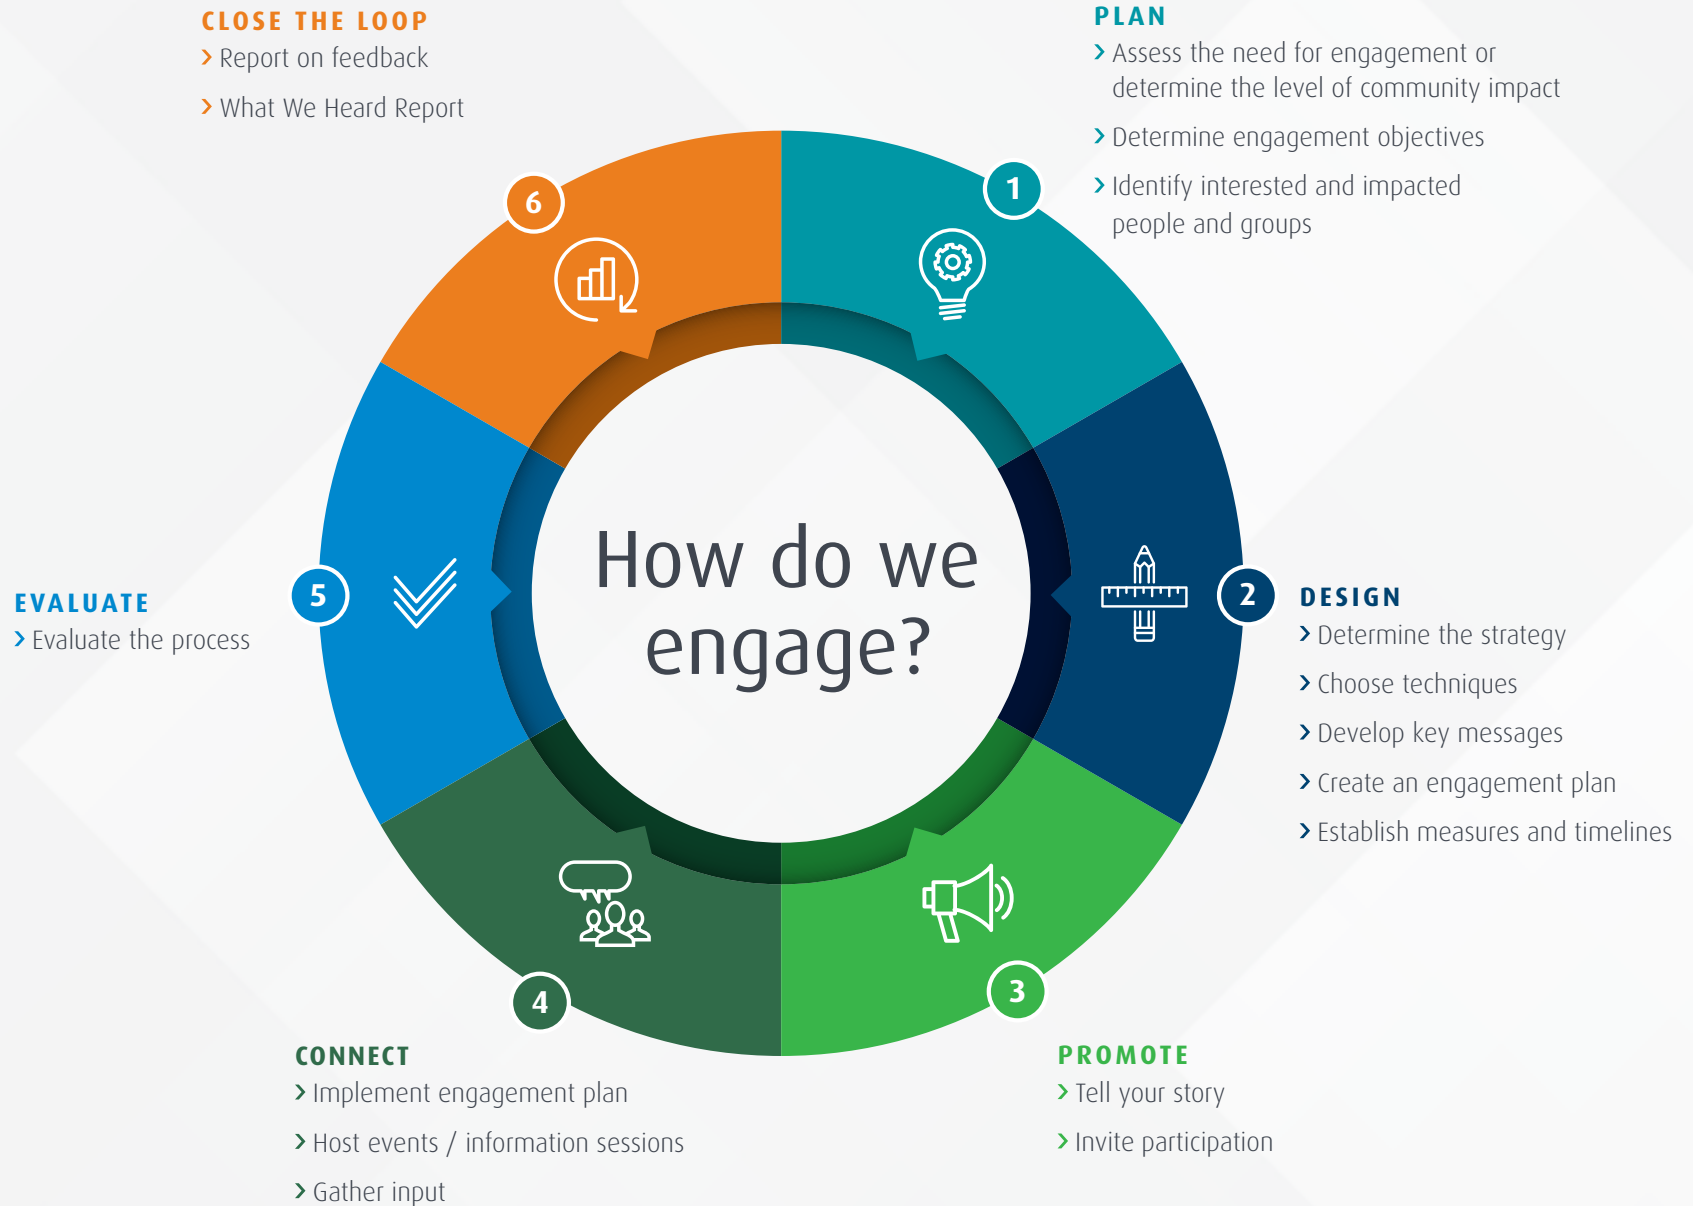 CLOSE THE LOOP
› Report on feedback
› What We Heard Report
PLAN
› Assess the need for engagement or
determine the level of community impact
› Determine engagement objectives
› Identify interested and impacted
people and groups
6
1
How do we
engage?
5
EVALUATE
› Evaluate the process
2
DESIGN
› Determine the strategy
› Choose techniques
› Develop key messages
› Create an engagement plan
› Establish measures and timelines
4
CONNECT
› Implement engagement plan
› Host events / information sessions
› Gather input
3
PROMOTE
› Tell your story
› Invite participation